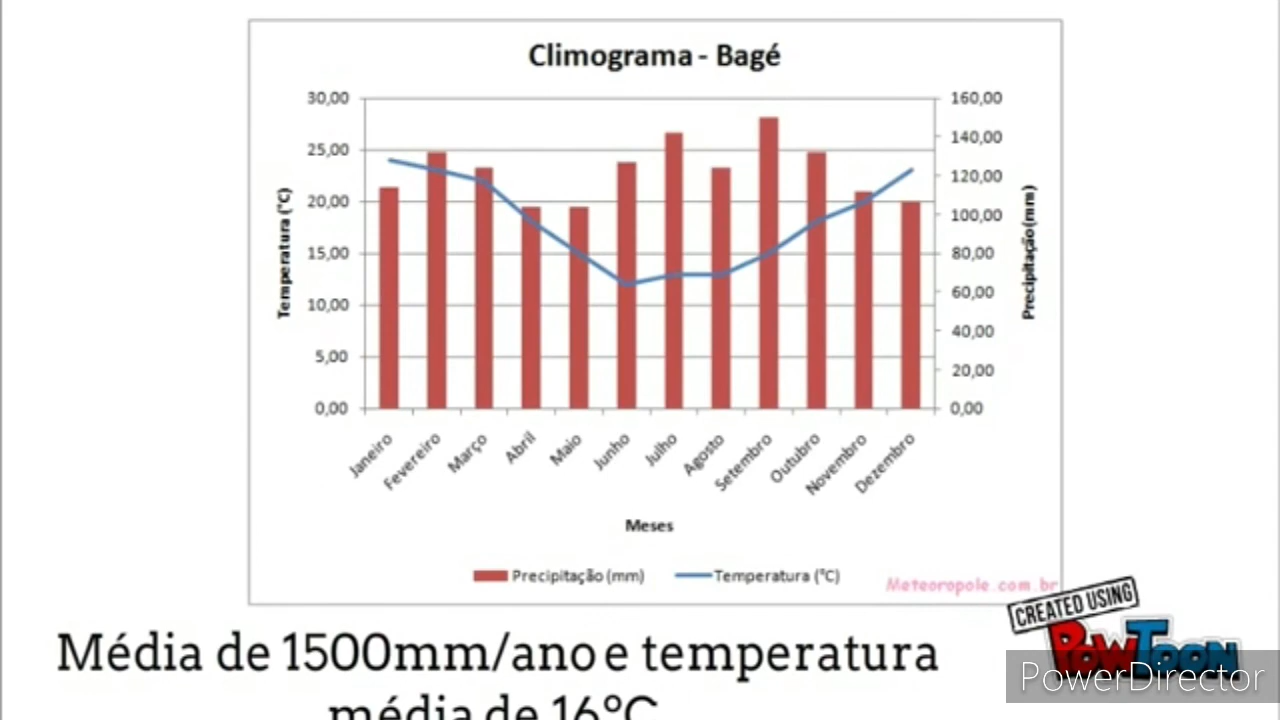 Climograma - Bagé
30,00
25,00
20,00
15,00
10,00
5,00
0,00
Temperatura (°C)
160,00
140,00
120,00
100,00
80,00
60,00
40,00
20,00
0,00
Precipitação (mm)
Janeiro
Fevereiro
Março
Abril
Maio
Junho
Julho
Agosto
Setembro
Outubro
Novembro
Dezembro
Meses
Precipitação (mm)
Temperatura (°C)
Meteoropole.com.br
CREATED USING
POWTOON
PowerDirector
Média de 1500mm/ano e temperatura
média de 16°C